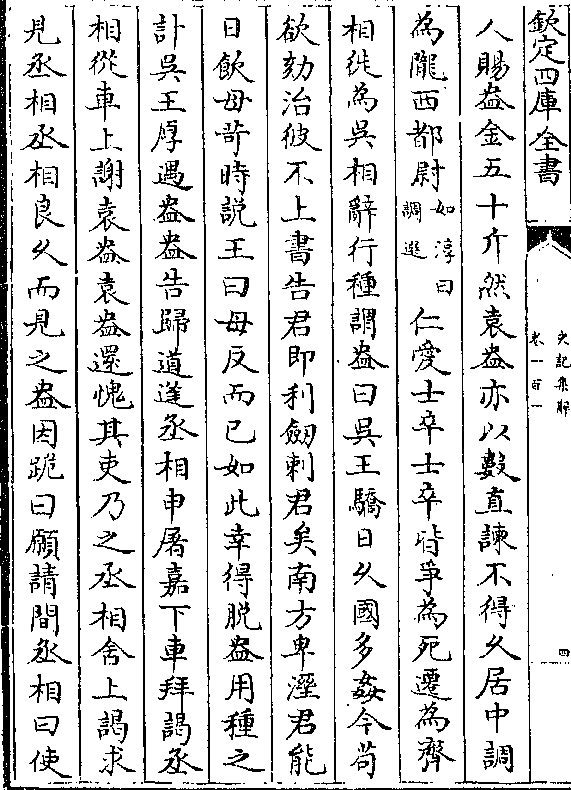 欽定四庫全書
史記集解
卷一百一
四
人賜盎金五十斤然袁盎亦以數直諫不得久居中調
為隴西都尉如淳曰調選仁愛士卒士卒皆爭為死遷為齊
相徙為吳相辭行種謂盎曰吳王驕日久國多姦今茍
欲劾治彼不上書告君即利劒刺君矣南方卑溼君能
日飲毋苛時説王曰毋反而已如此幸得脱盎用種之
計吳王厚遇盎盎告歸道逢丞相申屠嘉下車拜謁丞
相從車上謝袁盎袁盎還愧其吏乃之丞相舍上謁求
見丞相丞相良久而見之盎因跪曰願請間丞相曰使